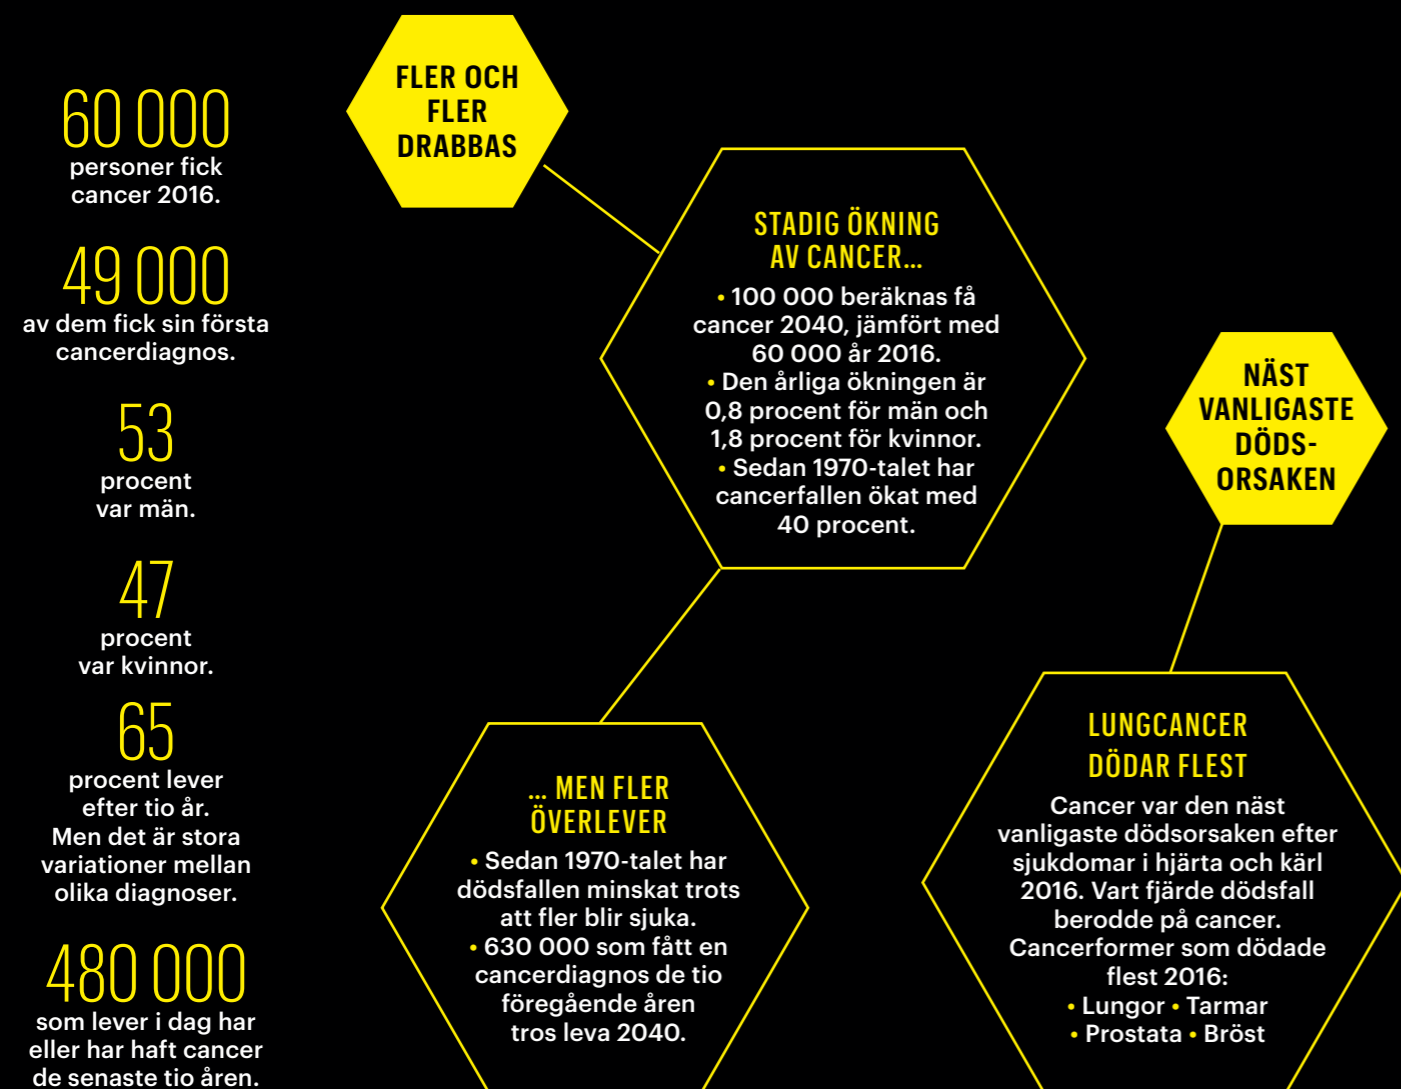 60 000
personer fick
cancer 2016.
49 000
av dem fick sin första
cancerdiagnos.
53
procent
var män.
47
procent
var kvinnor.
65
procent lever
efter tio år.
Men det är stora
variationer mellan
olika diagnoser.
480 000
som lever i dag har
eller har haft cancer
de senaste tio åren.
FLER OCH
FLER
DRABBAS
STADIG ÖKNING
AV CANCER...
• 100 000 beräknas få
cancer 2040, jämfört med
60 000 år 2016.
• Den årliga ökningen är
0,8 procent för män och
1,8 procent för kvinnor.
• Sedan 1970-talet har
cancerfallen ökat med
40 procent.
... MEN FLER
ÖVERLEVER
• Sedan 1970-talet har
dödsfallen minskat trots
att fler blir sjuka.
• 630 000 som fått en
cancerdiagnos de tio
föregående åren
tros leva 2040.
NÄST
VANLIGASTE
DÖDS-
ORSAKEN
LUNGCANCER
DÖDAR FLEST
Cancer var den näst
vanligaste dödsorsaken efter
sjukdomar i hjärta och kärl
2016. Vart fjärde dödsfall
berodde på cancer.
Cancerformer som dödade
flest 2016:
• Lungor • Tarmar
• Prostata • Bröst